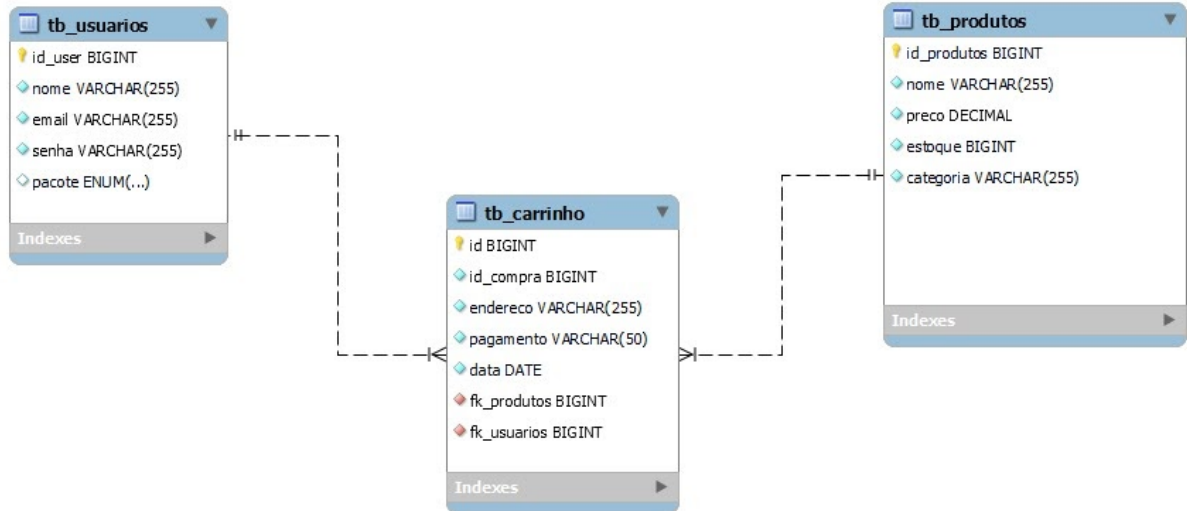 tb_usuarios
id_user BIGINT
nome VARCHAR(255)
email VARCHAR(255)
senha VARCHAR(255)
pacote ENUM(...)
Indexes
tb_carrinho
id BIGINT
id_compra BIGINT
endereco VARCHAR(255)
pagamento VARCHAR(50)
data DATE
fk_produtos BIGINT
fk_usuarios BIGINT
Indexes
tb_produtos
id_produtos BIGINT
nome VARCHAR(255)
preco DECIMAL
estoque BIGINT
categoria VARCHAR(255)
Indexes